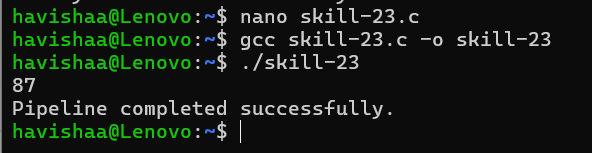 havishaa@Lenovo:~$ nano skill-23.c
havishaa@Lenovo:~$ gcc skill-23.c -o skill-23
havishaa@Lenovo:~$ ./skill-23
87
Pipeline completed successfully.
havishaa@Lenovo:~$